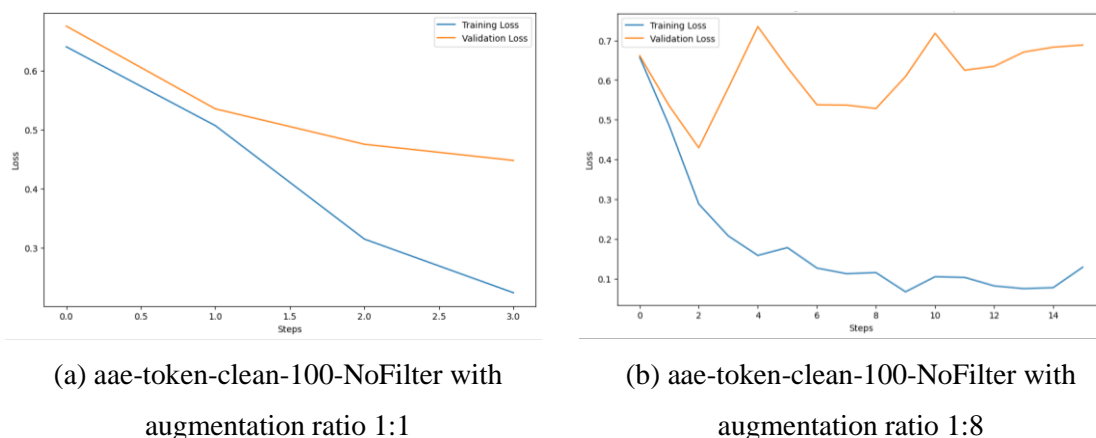 Training Loss
Validation Loss
0.6
0.5
0.4
0.3
Loss
0.0 0.5 1.0 1.5 2.0 2.5 3.0
Steps
(a) aae-token-clean-100-NoFilter with
augmentation ratio 1:1
Training Loss
Validation Loss
0.7
0.6
0.5
0.4
0.3
0.2
0.1
Loss
0 2 4 6 8 10 12 14
Steps
(b) aae-token-clean-100-NoFilter with
augmentation ratio 1:8